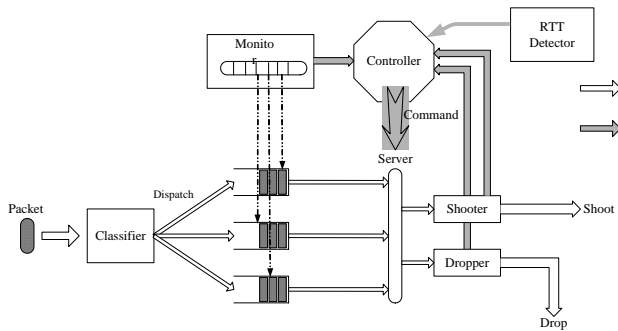 RTT
Detector
Monito
r
Controller
Command
Server
Dispatch
Packet
Classifier
Shooter
Shoot
Dropper
Drop